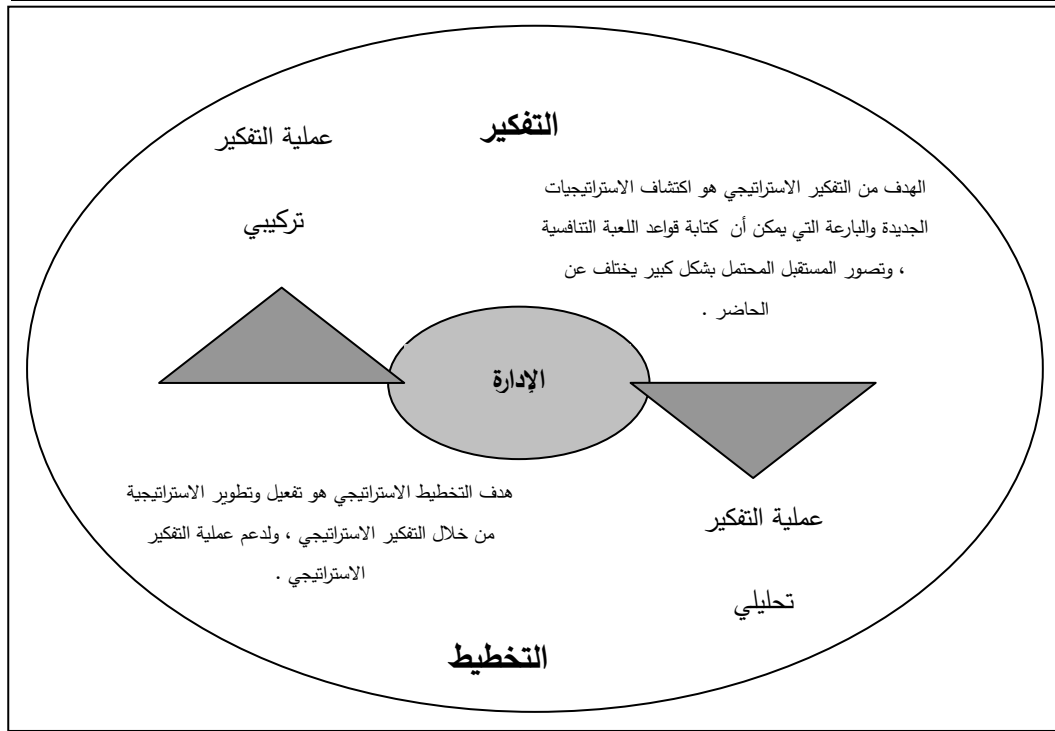 التفكير
عملية التفكير
تركيبي
الهدف من التفكير الاستراتيجي هو اكتشاف الاستراتيجيات
الجديدة والبارعة التي يمكن أن كتابة قواعد اللعبة التنافسية
، وتصور المستقبل المحتمل بشكل كبير يختلف عن
الحاضر .
الإدارة
هدف التخطيط الاستراتيجي هو تفعيل وتطوير الاستراتيجية
من خلال التفكير الاستراتيجي ، ولدعم عملية التفكير
الاستراتيجي .
عملية التفكير
تحليلي
التخطيط